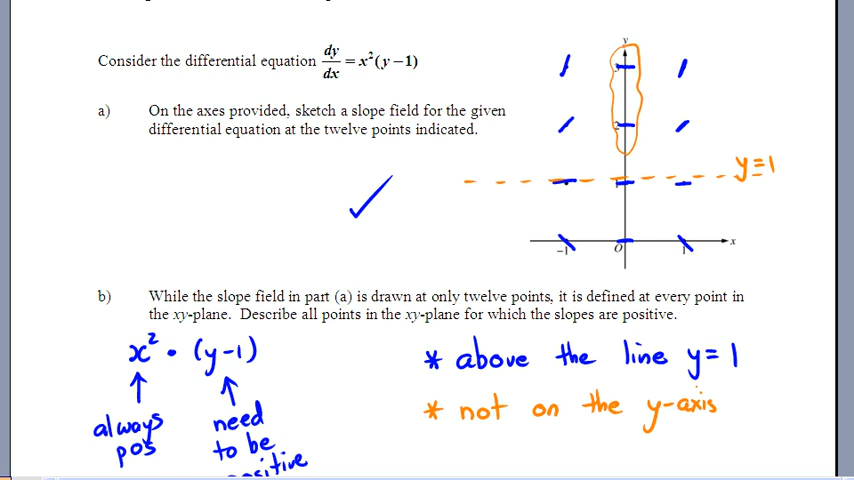 Consider the differential equation dy/dx = x²(y − 1)
a) On the axes provided, sketch a slope field for the given
differential equation at the twelve points indicated.
y
2
y=1
-1 O 1 x
b) While the slope field in part (a) is drawn at only twelve points, it is defined at every point in
the xy-plane. Describe all points in the xy-plane for which the slopes are positive.
x² • (y-1)
always
pos
need
to be
positive
* above the line y=1
* not on the y-axis